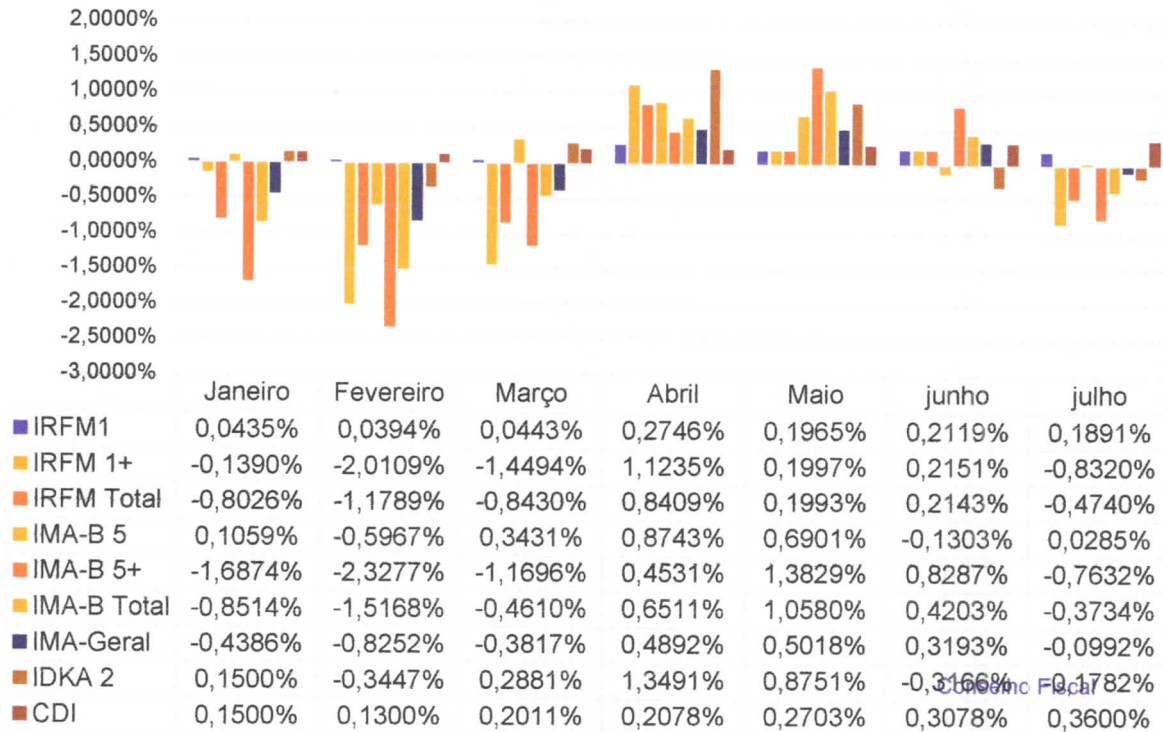 2,0000%
1,5000%
1,0000%
0,5000%
0,0000%
-0,5000%
-1,0000%
-1,5000%
-2,0000%
-2,5000%
-3,0000%
Janeiro Fevereiro Março Abril Maio junho julho
IRFM1 0,0435% 0,0394% 0,0443% 0,2746% 0,1965% 0,2119% 0,1891%
IRFM 1+ -0,1390% -2,0109% -1,4494% 1,1235% 0,1997% 0,2151% -0,8320%
IRFM Total -0,8026% -1,1789% -0,8430% 0,8409% 0,1993% 0,2143% -0,4740%
IMA-B 5 0,1059% -0,5967% 0,3431% 0,8743% 0,6901% -0,1303% 0,0285%
IMA-B 5+ -1,6874% -2,3277% -1,1696% 0,4531% 1,3829% 0,8287% -0,7632%
IMA-B Total -0,8514% -1,5168% -0,4610% 0,6511% 1,0580% 0,4203% -0,3734%
IMA-Geral -0,4386% -0,8252% -0,3817% 0,4892% 0,5018% 0,3193% -0,0992%
IDKA 2 0,1500% -0,3447% 0,2881% 1,3491% 0,8751% -0,3166% -0,1782%
Conselho Fiscal
CDI 0,1500% 0,1300% 0,2011% 0,2078% 0,2703% 0,3078% 0,3600%